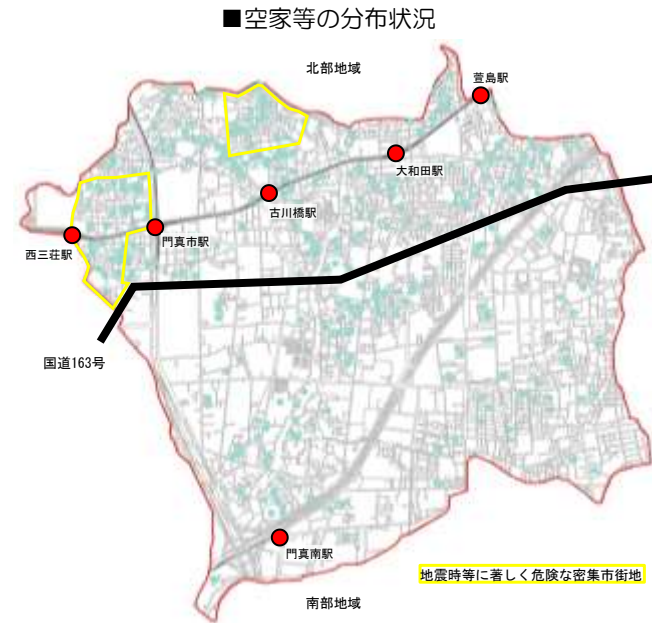 ■空家等の分布状況
北部地域
萱島駅
大和田駅
古川橋駅
門真市駅
西三荘駅
国道163号
門真南駅
地震時等に著しく危険な密集市街地
南部地域